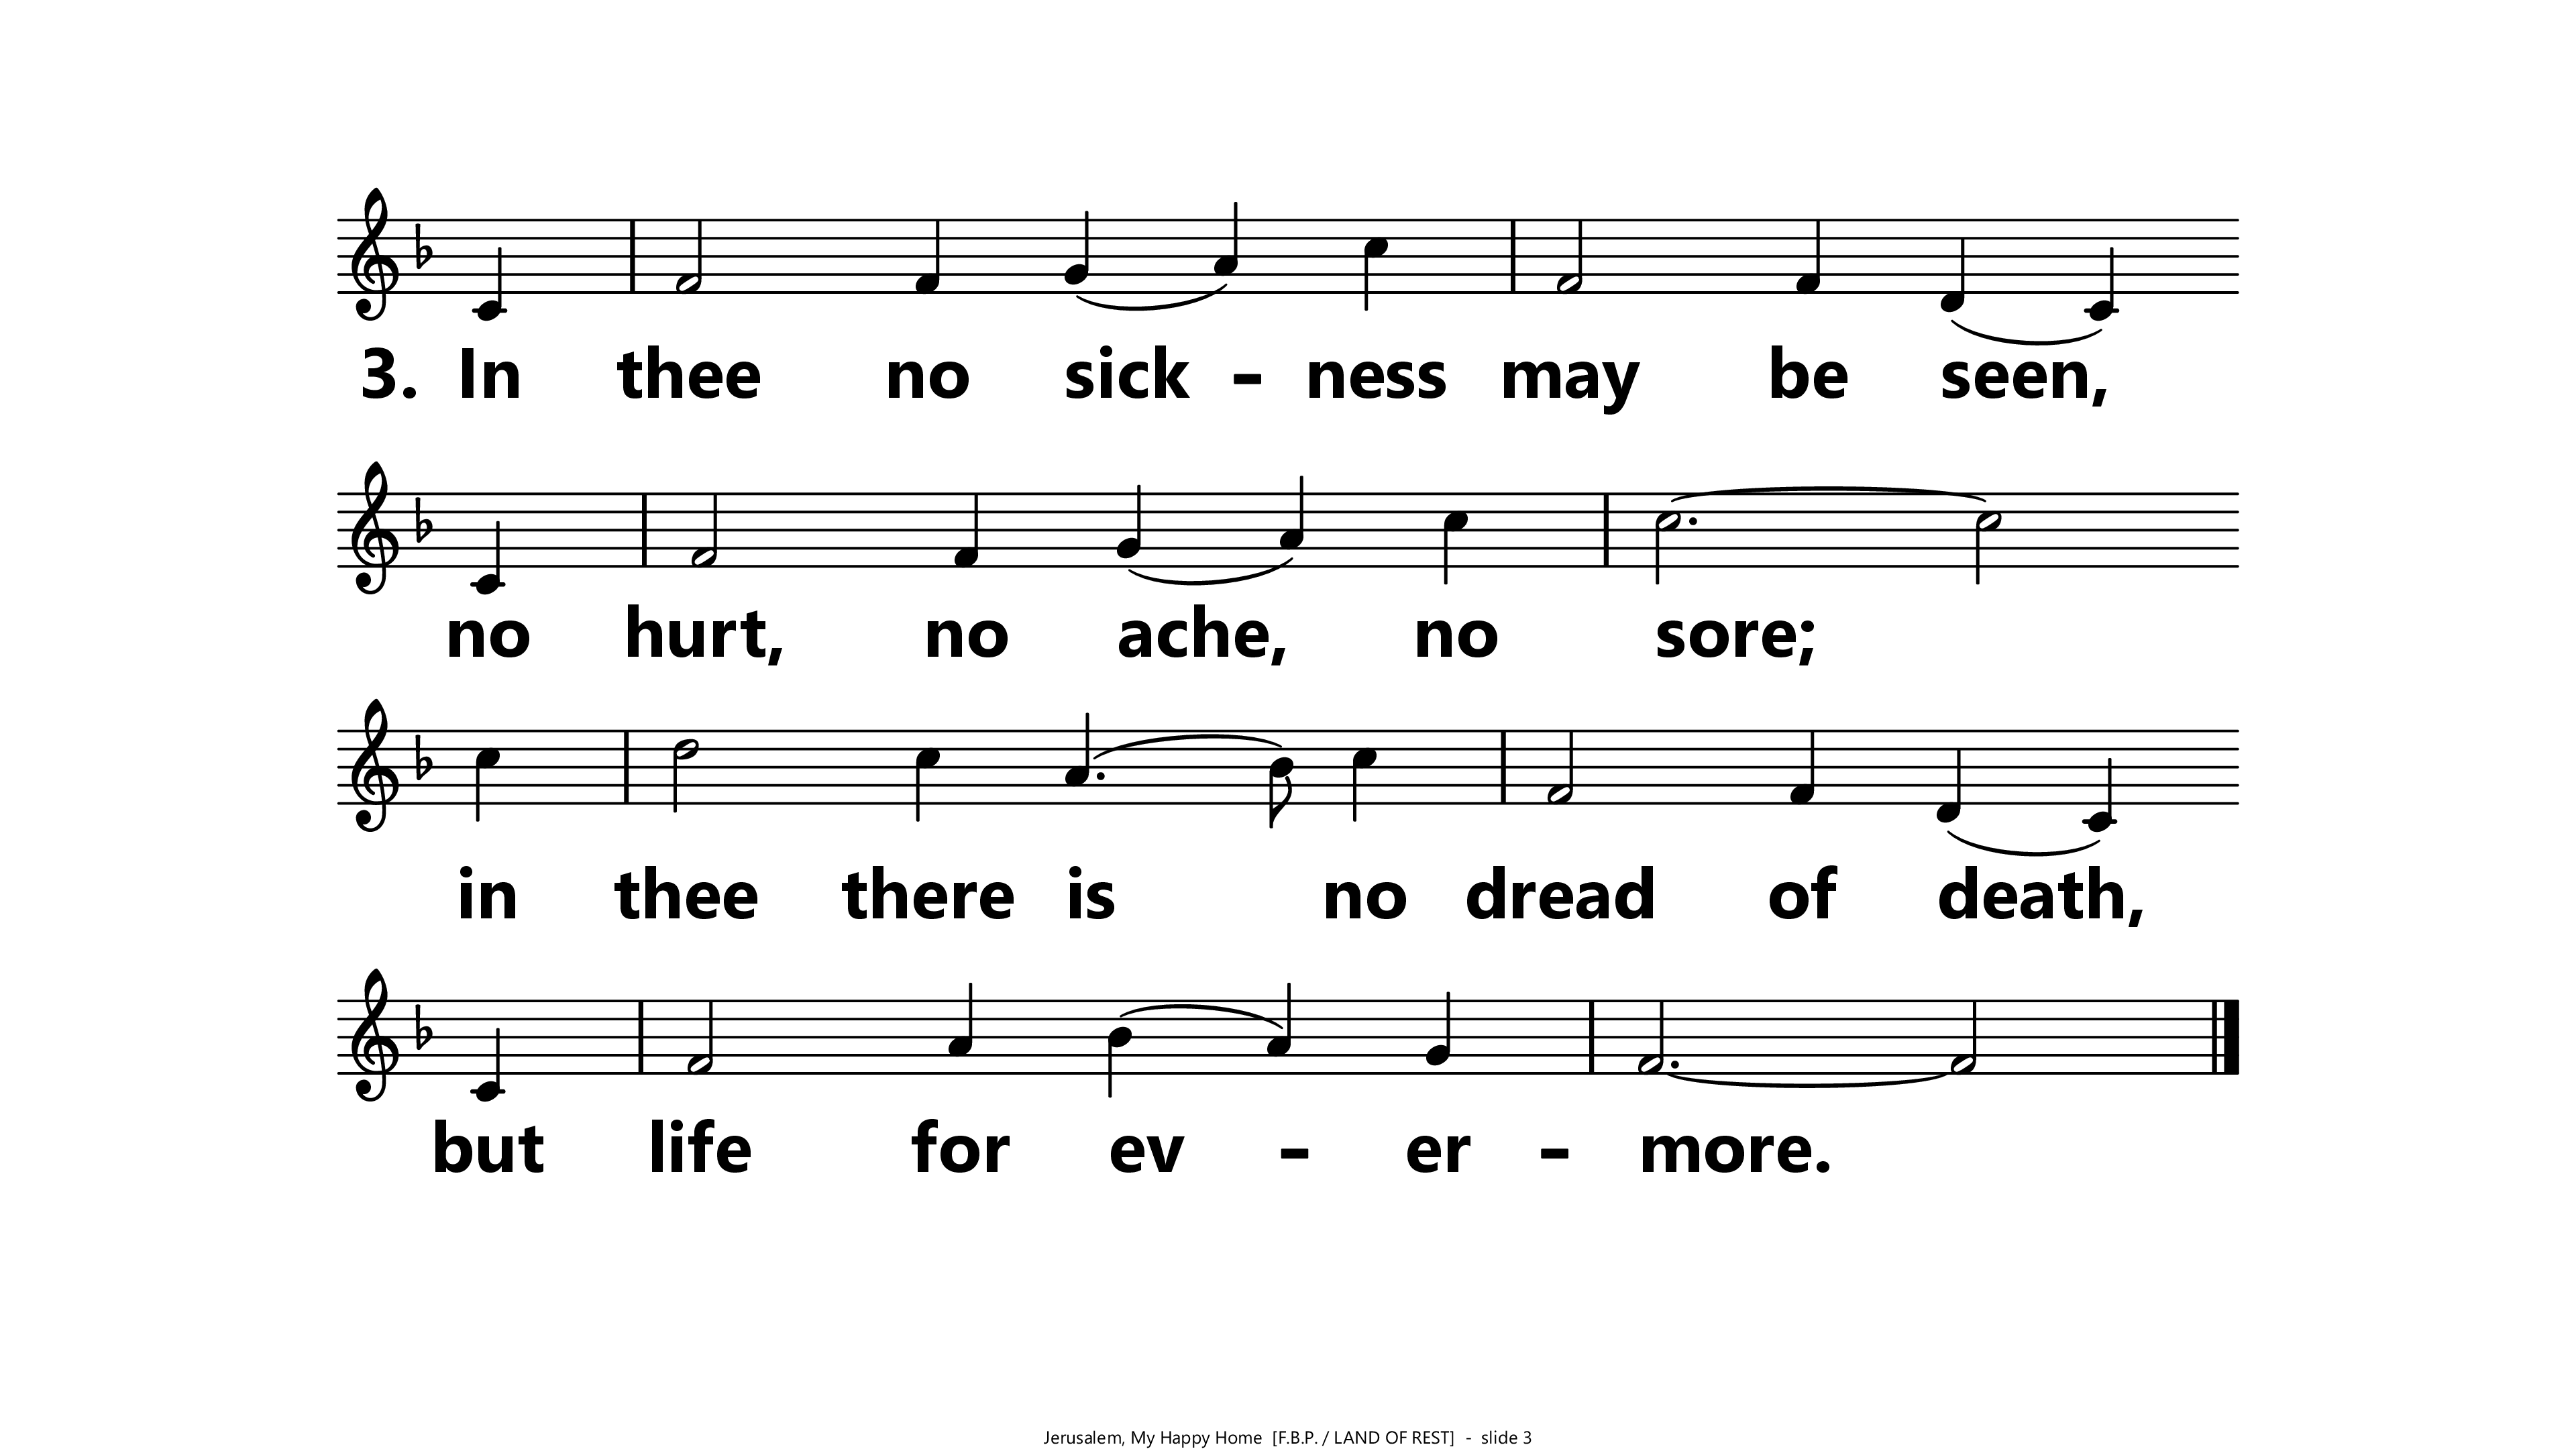 3. In thee no sick - ness may be seen,
no hurt, no ache, no sore;
in thee there is no dread of death,
but life for ev - er - more.
Jerusalem, My Happy Home [F.B.P. / LAND OF REST] - slide 3